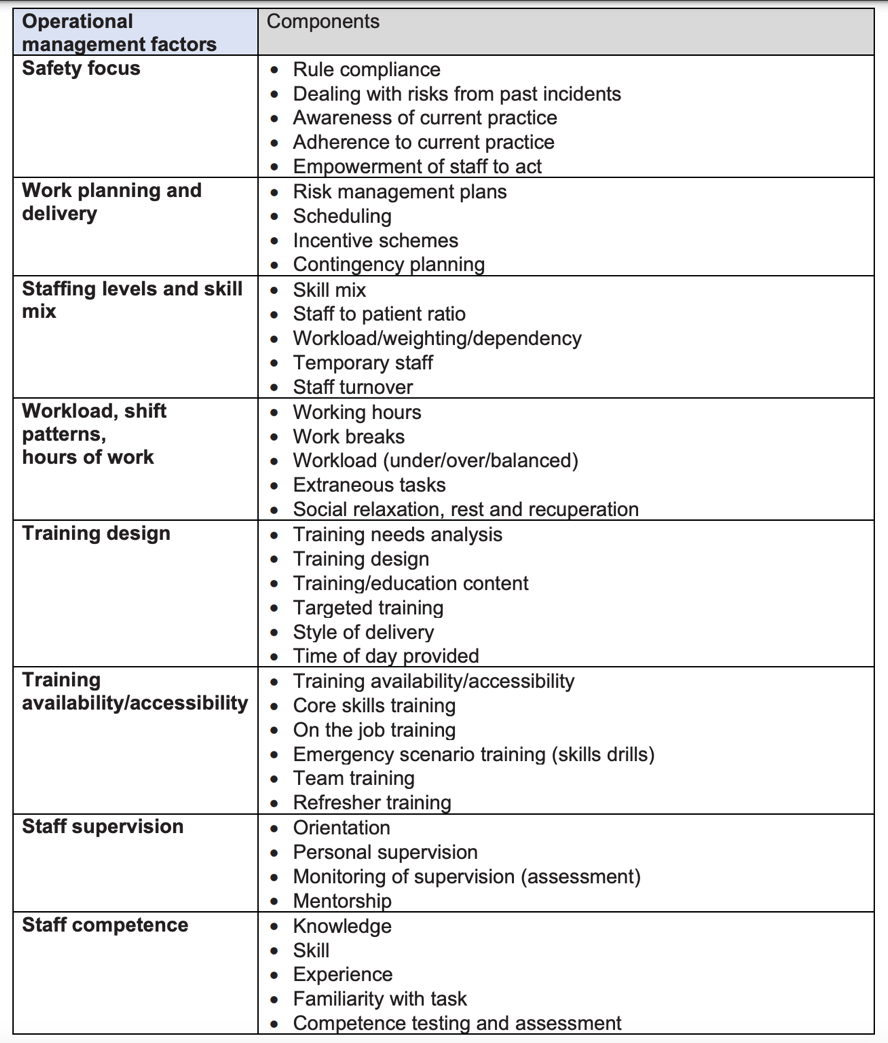 Operational
management factors
Components
Safety focus
• Rule compliance
• Dealing with risks from past incidents
• Awareness of current practice
• Adherence to current practice
• Empowerment of staff to act
Work planning and
delivery
• Risk management plans
• Scheduling
• Incentive schemes
• Contingency planning
Staffing levels and skill
mix
• Skill mix
• Staff to patient ratio
• Workload/weighting/dependency
• Temporary staff
• Staff turnover
Workload, shift
patterns,
hours of work
• Working hours
• Work breaks
• Workload (under/over/balanced)
• Extraneous tasks
• Social relaxation, rest and recuperation
Training design
• Training needs analysis
• Training design
• Training/education content
• Targeted training
• Style of delivery
• Time of day provided
Training
availability/accessibility
• Training availability/accessibility
• Core skills training
• On the job training
• Emergency scenario training (skills drills)
• Team training
• Refresher training
Staff supervision
• Orientation
• Personal supervision
• Monitoring of supervision (assessment)
• Mentorship
Staff competence
• Knowledge
• Skill
• Experience
• Familiarity with task
• Competence testing and assessment